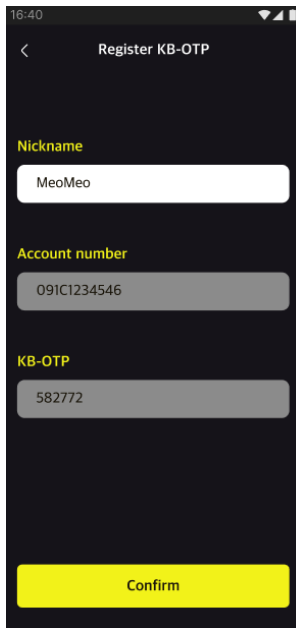 16:40
Register KB-OTP
Nickname
MeoMeo
Account number
091C1234546
KB-OTP
582772
Confirm